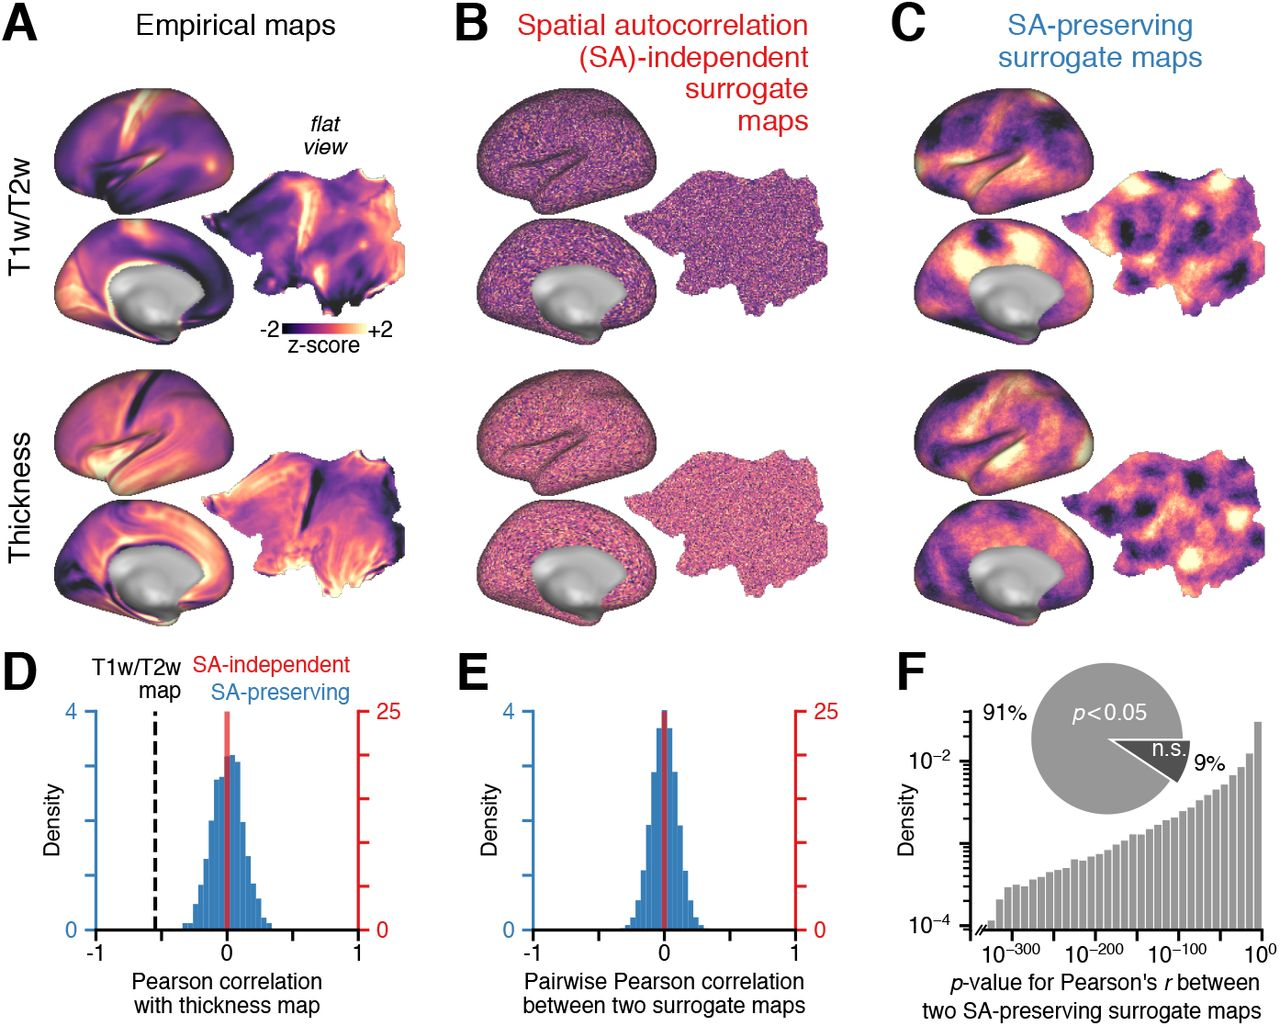 A
Empirical maps
B
Spatial autocorrelation
(SA)-independent
surrogate
maps
C
SA-preserving
surrogate maps
T1w/T2w
flat
view
-2
+2
z-score
Thickness
D
T1w/T2w
map
SA-independent
SA-preserving
4
0
Density
25
0
-1
0
1
Pearson correlation
with thickness map
E
4
0
Density
25
0
-1
0
1
Pairwise Pearson correlation
between two surrogate maps
F
91%
p<0.05
n.s.
9%
10⁻²
10⁻⁴
Density
10⁻³⁰⁰
10⁻²⁰⁰
10⁻¹⁰⁰
10⁰
p-value for Pearson's r between
two SA-preserving surrogate maps